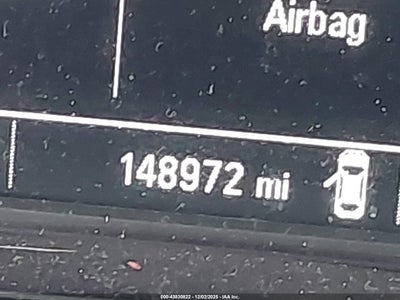 Airbag
148972 mi
000-43830822 - 12/02/2025 - IAA Inc.